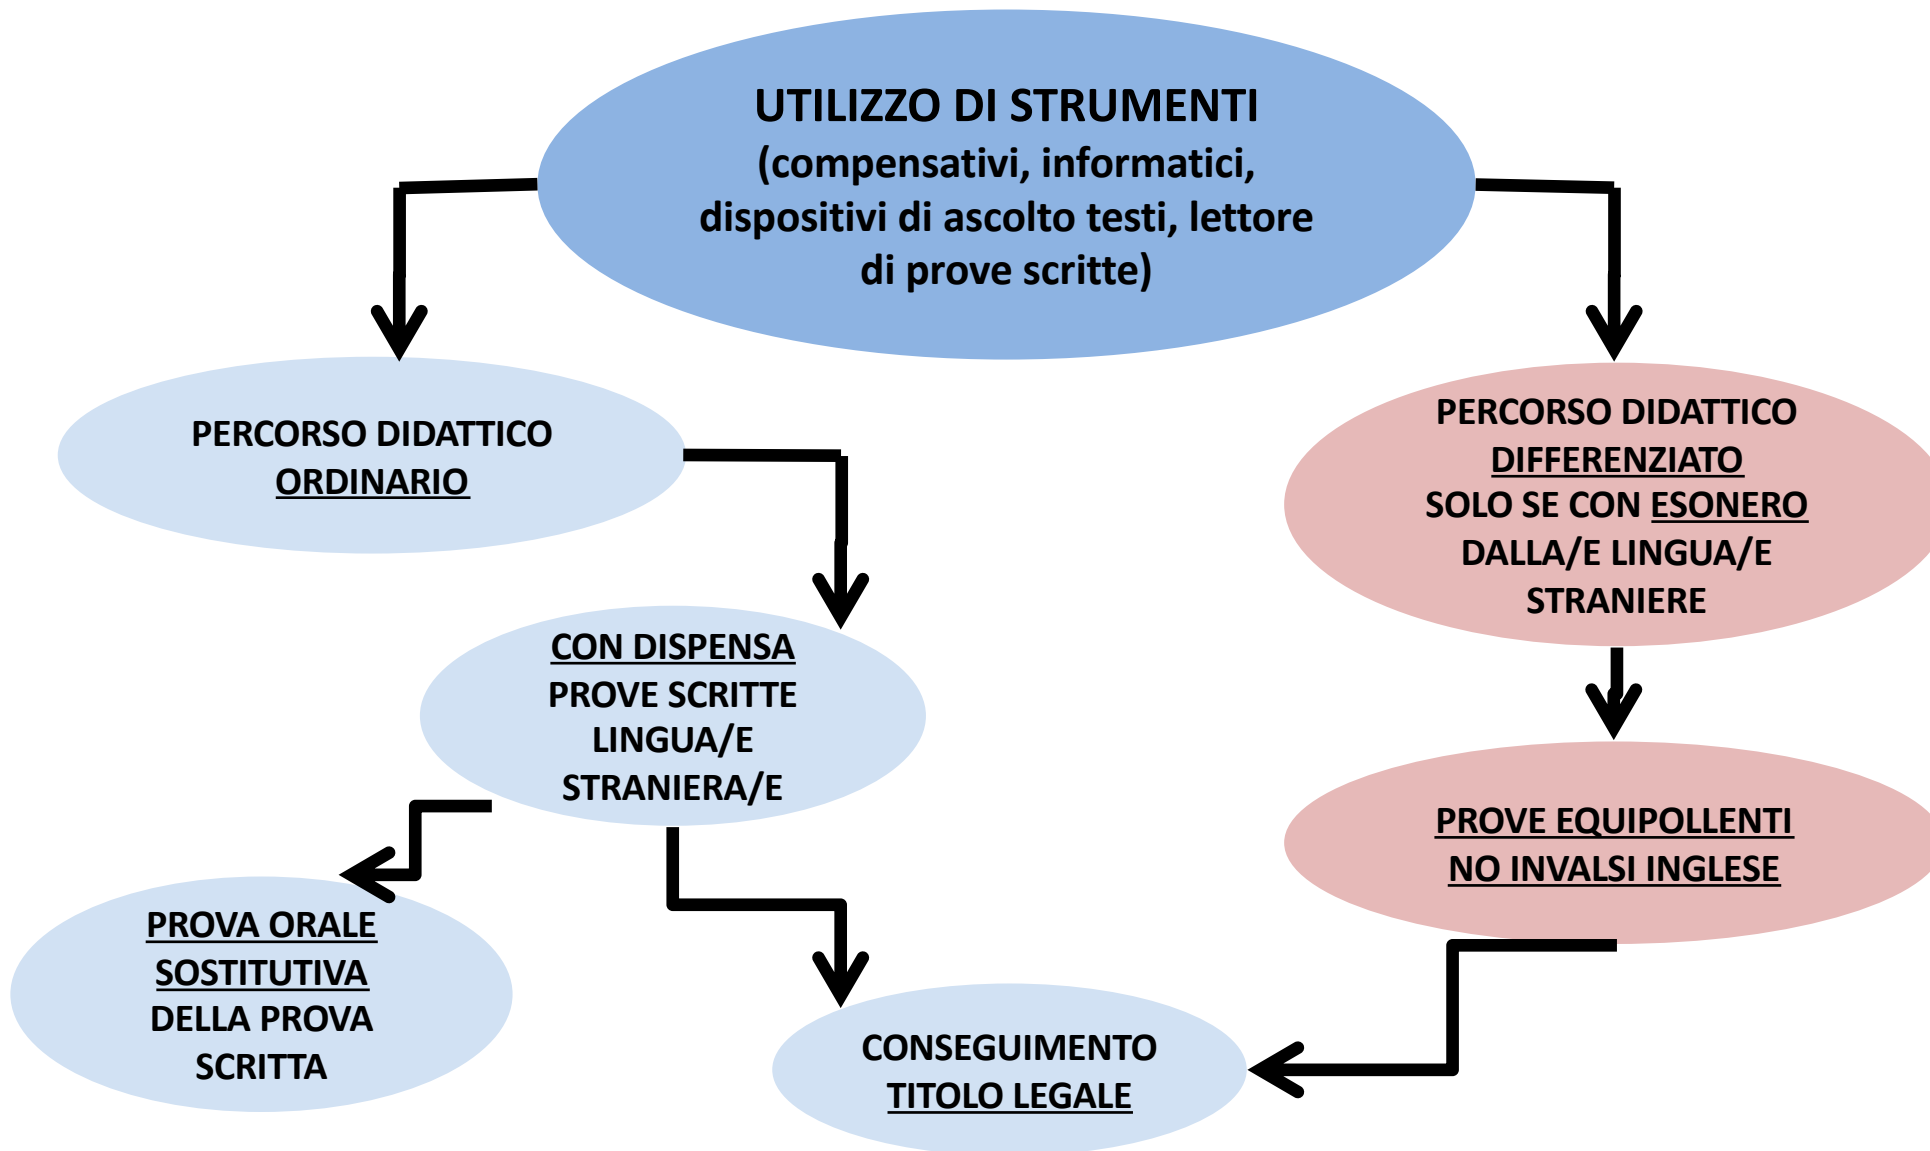 UTILIZZO DI STRUMENTI
(compensativi, informatici,
dispositivi di ascolto testi, lettore
di prove scritte)
PERCORSO DIDATTICO
ORDINARIO
PERCORSO DIDATTICO
DIFFERENZIATO
SOLO SE CON ESONERO
DALLA/E LINGUA/E
STRANIERE
CON DISPENSA
PROVE SCRITTE
LINGUA/E
STRANIERA/E
PROVE EQUIPOLLENTI
NO INVALSI INGLESE
PROVA ORALE
SOSTITUTIVA
DELLA PROVA
SCRITTA
CONSEGUIMENTO
TITOLO LEGALE